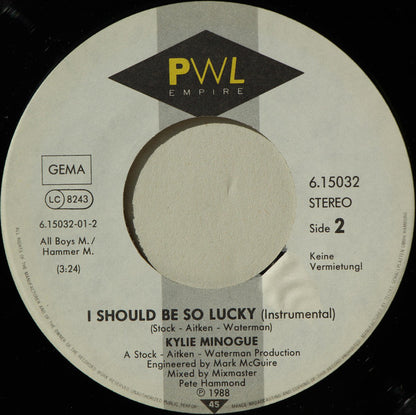 PWL
EMPIRE
GEMA
LC 8243
6.15032-01-2
All Boys M./
Hammer M.
(3:24)
6.15032
STEREO
Side 2
Keine
Vermietung!
I SHOULD BE SO LUCKY (Instrumental)
(Stock - Aitken - Waterman)
KYLIE MINOGUE
A Stock - Aitken - Waterman Production
Engineered by Mark McGuire
Mixed by Mixmaster
Pete Hammond
Ⓟ 1988
45